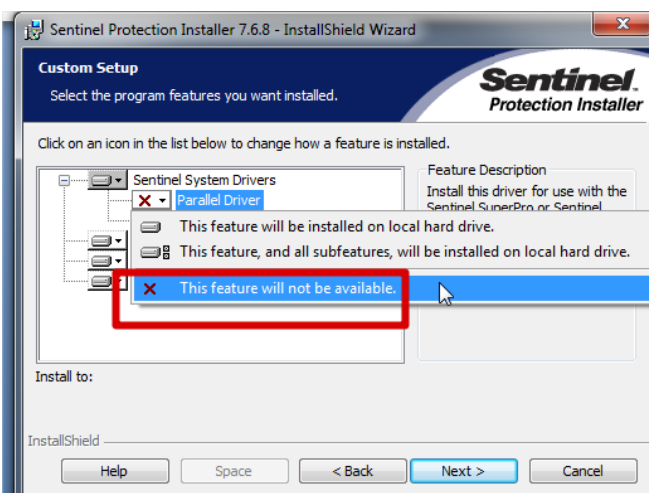 Sentinel Protection Installer 7.6.8 - InstallShield Wizard
Custom Setup
Select the program features you want installed.
Sentinel.
Protection Installer
Click on an icon in the list below to change how a feature is installed.
Sentinel System Drivers
Parallel Driver
Feature Description
Install this driver for use with the
Sentinel SuperPro or Sentinel
This feature will be installed on local hard drive.
This feature, and all subfeatures, will be installed on local hard drive.
This feature will not be available.
Install to:
InstallShield
Help
Space
< Back
Next >
Cancel